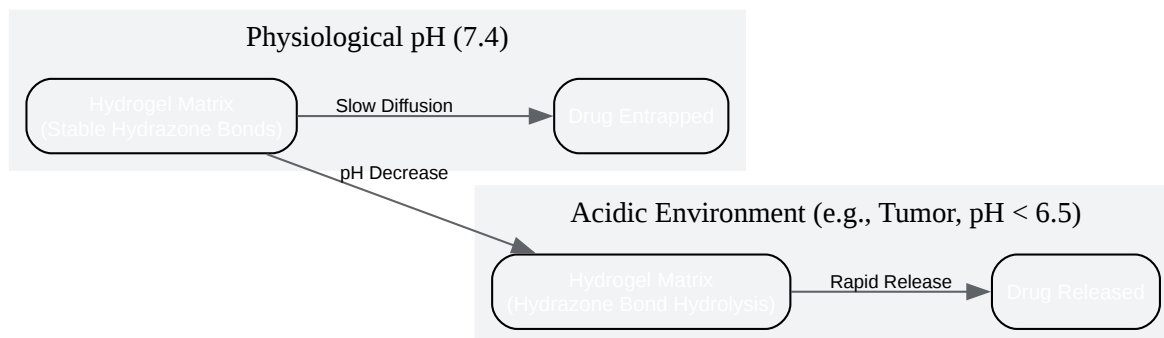 Physiological pH (7.4)
Hydrogel Matrix
(Stable Hydrazone Bonds)
Slow Diffusion
Drug Entrapped
pH Decrease
Acidic Environment (e.g., Tumor, pH < 6.5)
Hydrogel Matrix
(Hydrazone Bond Hydrolysis)
Rapid Release
Drug Released